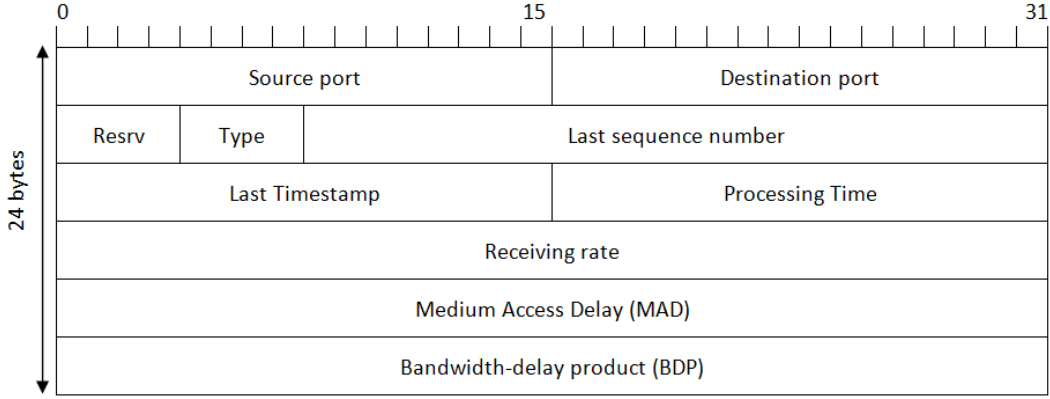 0 15 31
Source port Destination port
Resrv Type Last sequence number
Last Timestamp Processing Time
Receiving rate
Medium Access Delay (MAD)
Bandwidth-delay product (BDP)
24 bytes